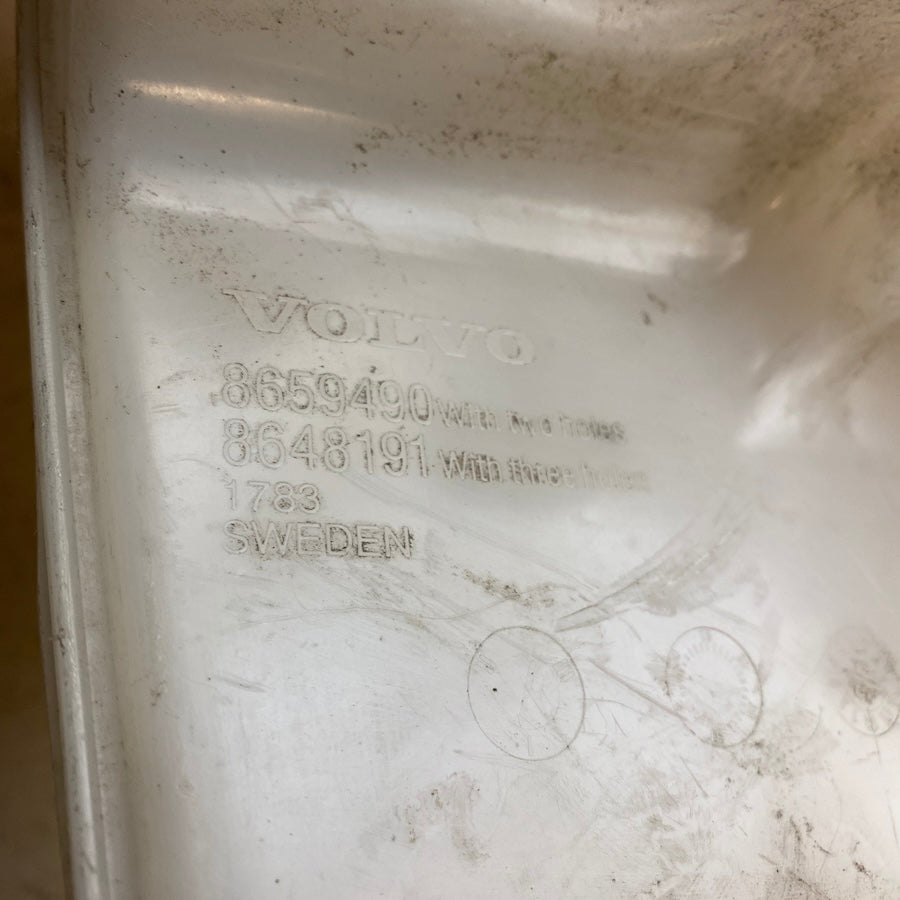 VOLVO
8659490 With two holes
8648191 With three holes
1783
SWEDEN